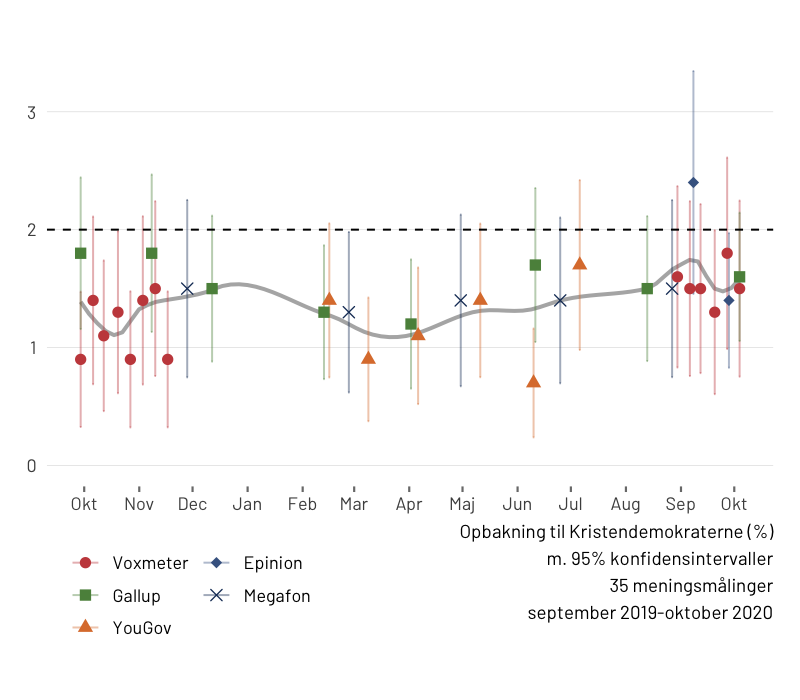 3
2
1
0
Okt Nov Dec Jan Feb Mar Apr Maj Jun Jul Aug Sep Okt
Opbakning til Kristendemokraterne (%)
m. 95% konfidensintervaller
35 meningsmålinger
september 2019-oktober 2020
Voxmeter Epinion
Gallup Megafon
YouGov